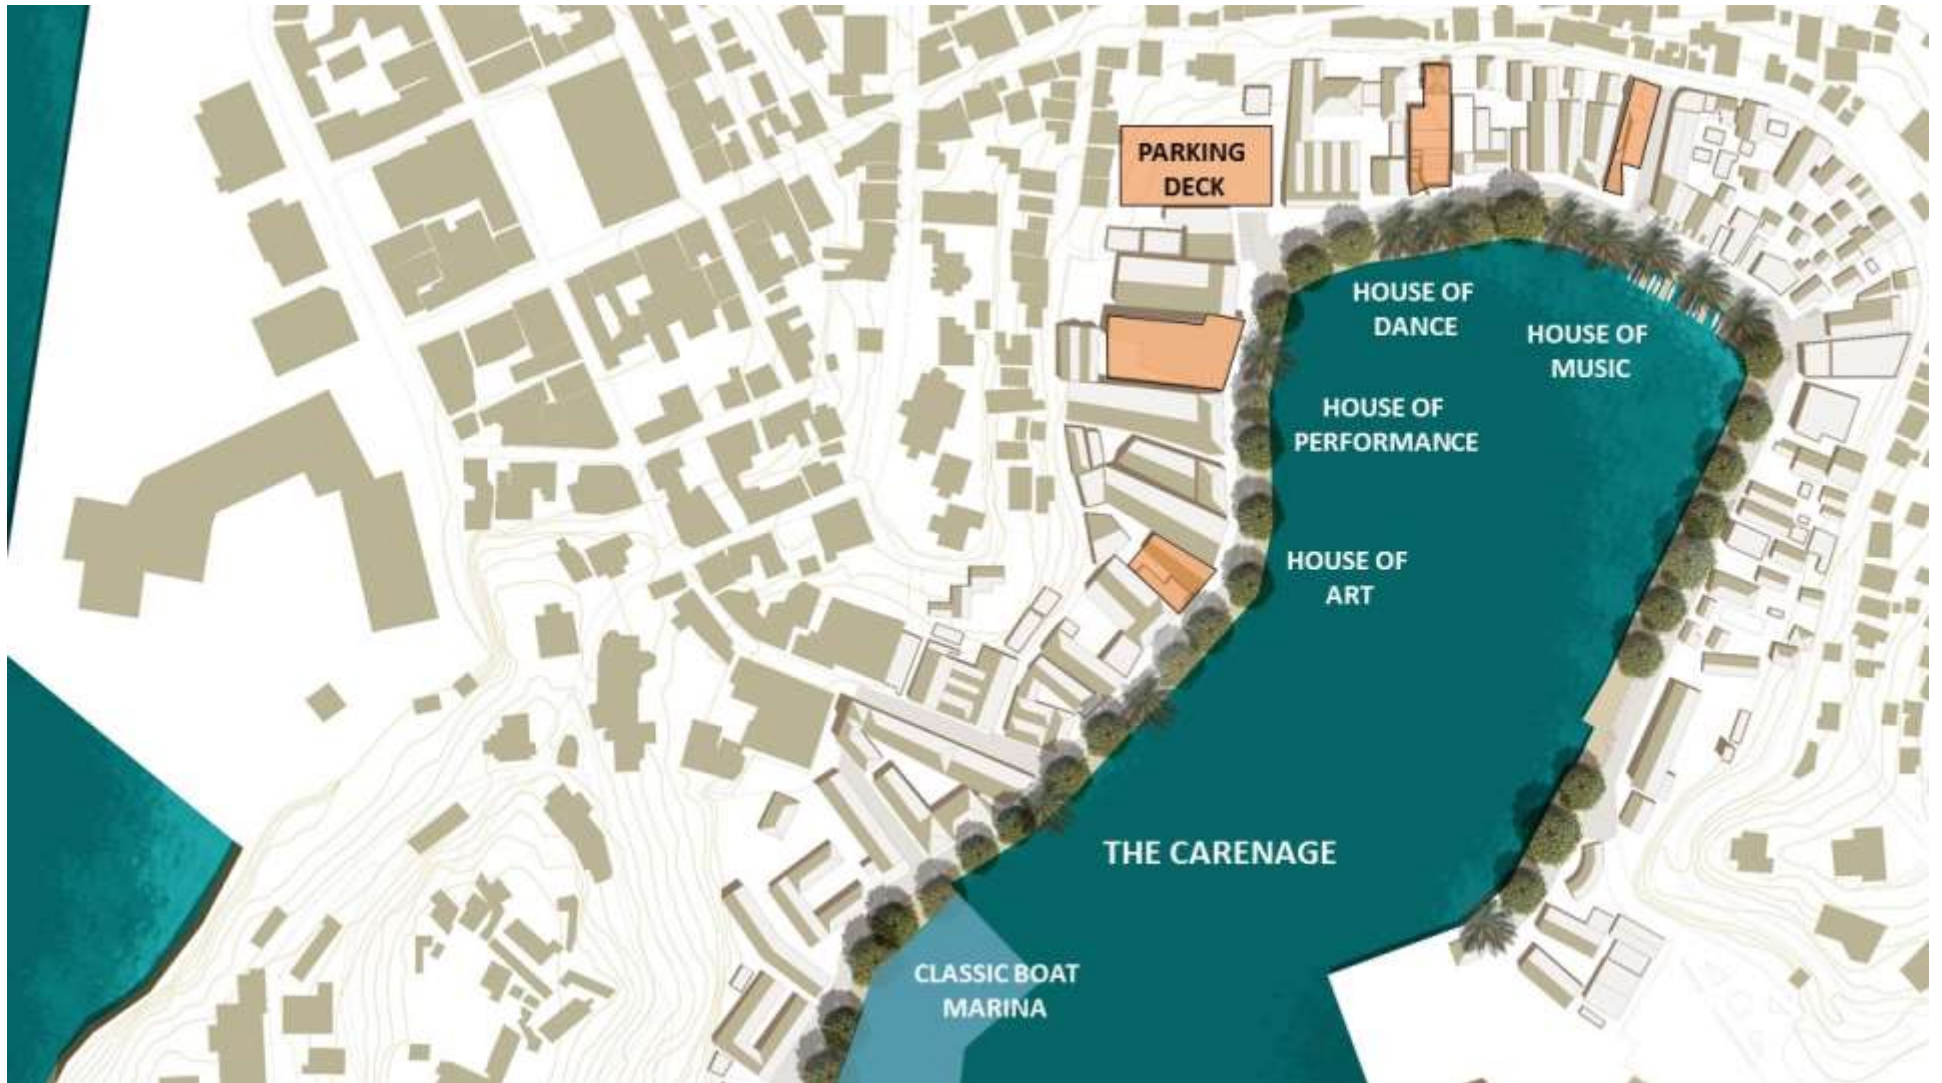 PARKING
DECK
HOUSE OF
DANCE
HOUSE OF
MUSIC
HOUSE OF
PERFORMANCE
HOUSE OF
ART
THE CARENAGE
CLASSIC BOAT
MARINA